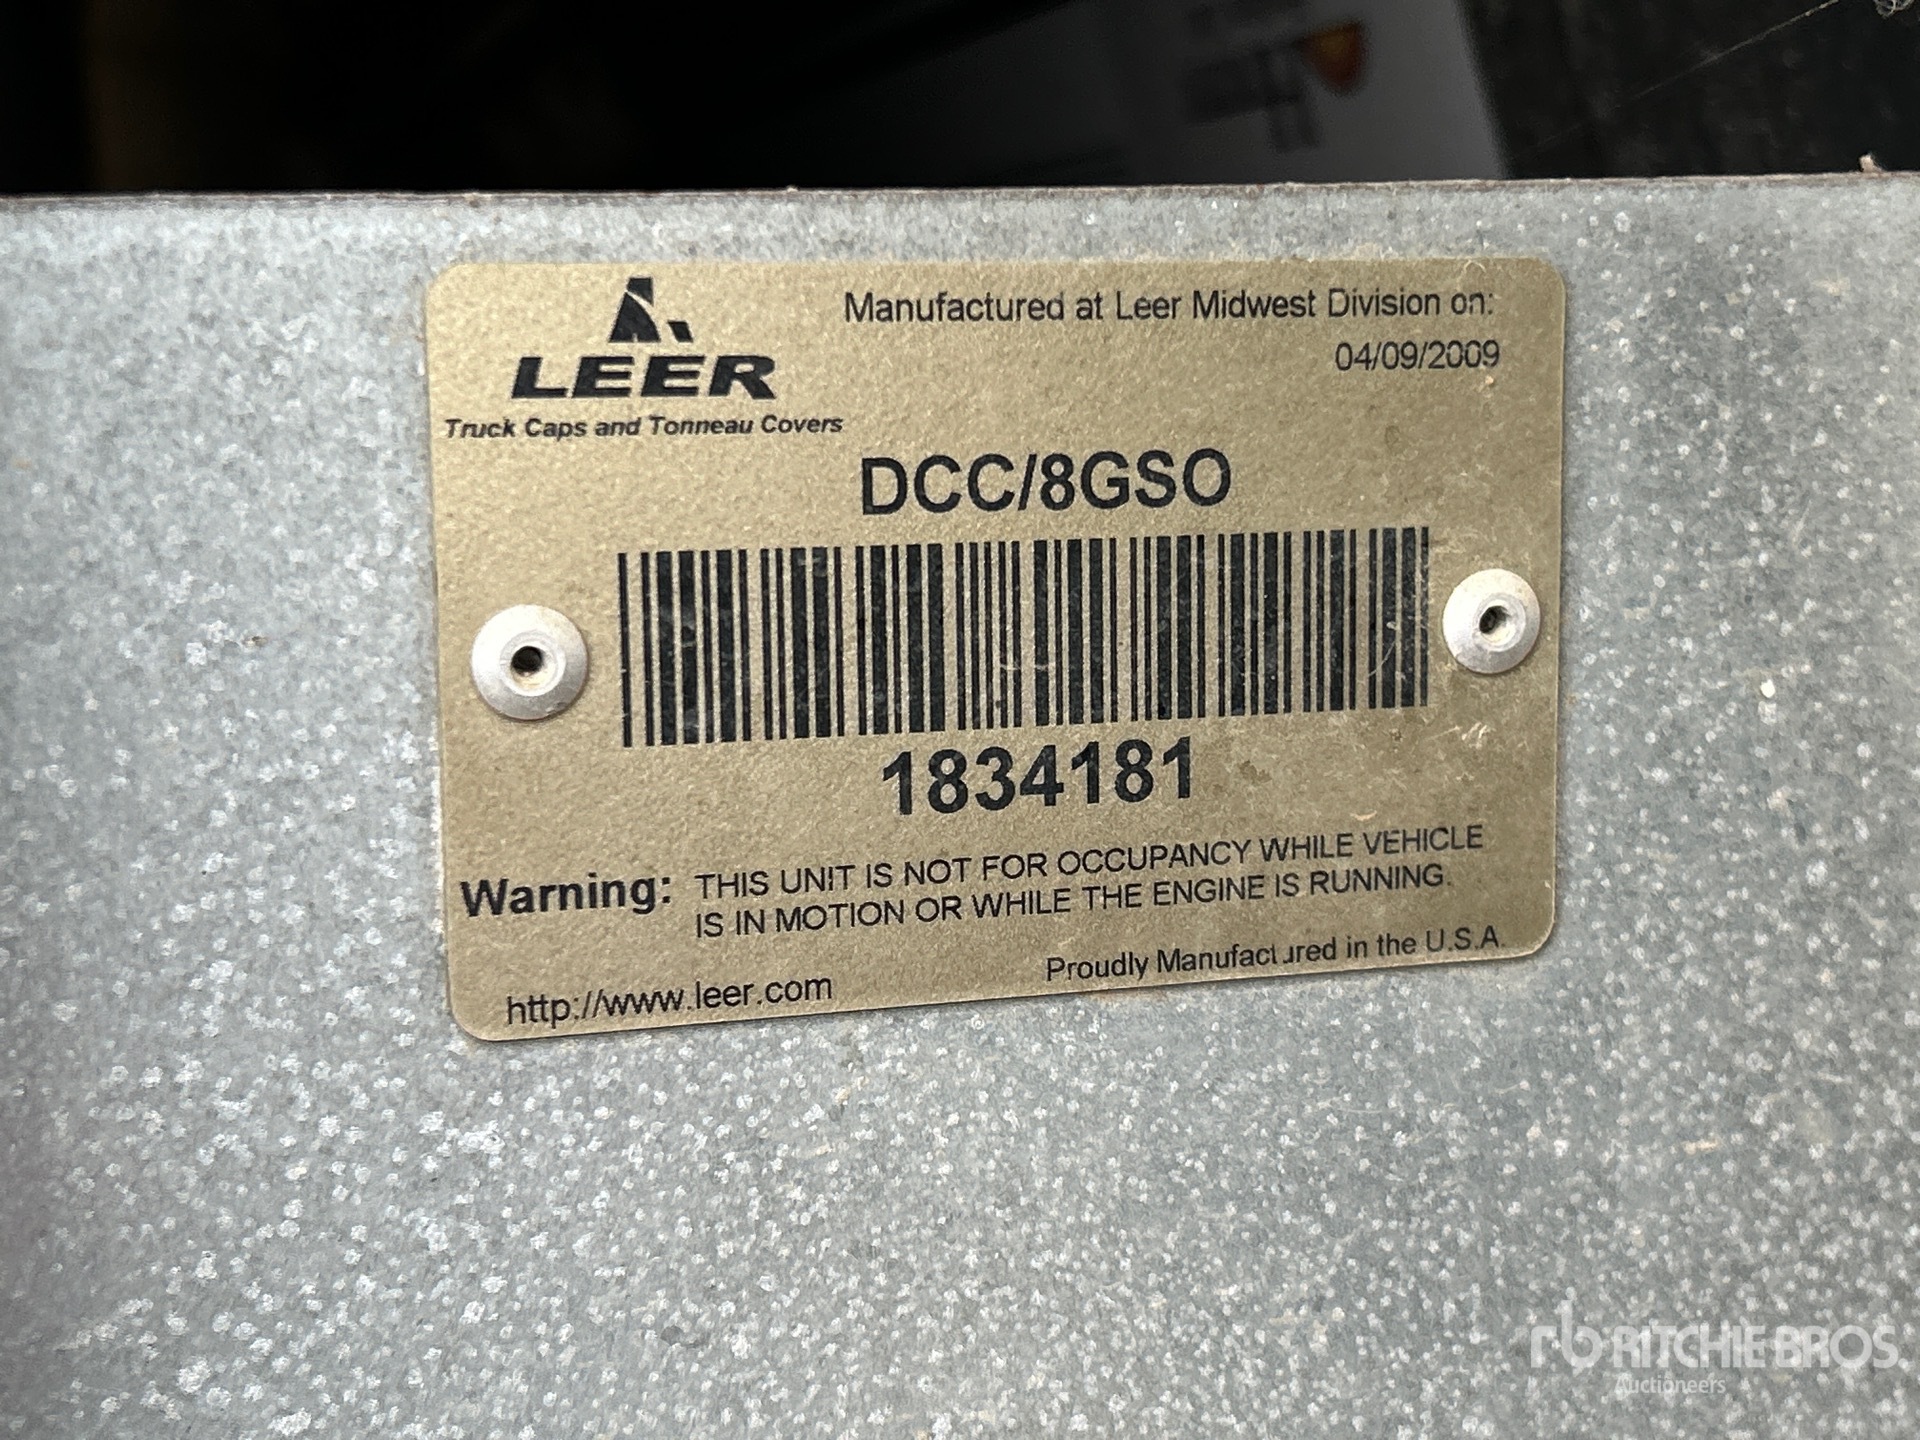 LEER
Truck Caps and Tonneau Covers
Manufactured at Leer Midwest Division on:
04/09/2009
DCC/8GSO
1834181
Warning: THIS UNIT IS NOT FOR OCCUPANCY WHILE VEHICLE
IS IN MOTION OR WHILE THE ENGINE IS RUNNING.
Proudly Manufactured in the U.S.A.
http://www.leer.com
rb RITCHIE BROS.
Auctioneers